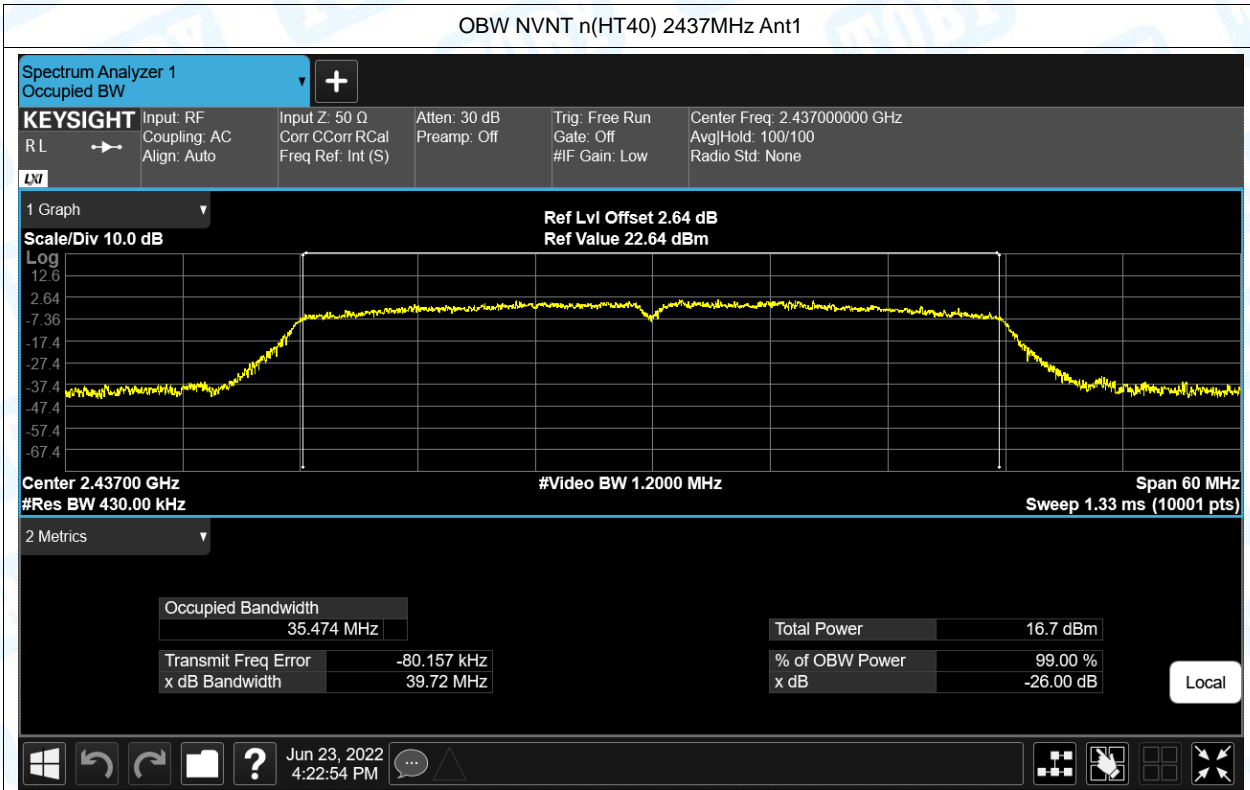 OBW NVNT n(HT40) 2437MHz Ant1
Spectrum Analyzer 1
Occupied BW
KEYSIGHT
R L
LXI
Input: RF
Coupling: AC
Align: Auto
Input Z: 50 Ω
Corr CCorr RCal
Freq Ref: Int (S)
Atten: 30 dB
Preamp: Off
Trig: Free Run
Gate: Off
#IF Gain: Low
Center Freq: 2.437000000 GHz
Avg|Hold: 100/100
Radio Std: None
1 Graph
Scale/Div 10.0 dB
Ref Lvl Offset 2.64 dB
Ref Value 22.64 dBm
Log
12.6
2.64
-7.36
-17.4
-27.4
-37.4
-47.4
-57.4
-67.4
Center 2.43700 GHz
#Video BW 1.2000 MHz
Span 60 MHz
#Res BW 430.00 kHz
Sweep 1.33 ms (10001 pts)
2 Metrics
Occupied Bandwidth
35.474 MHz
Total Power 16.7 dBm
Transmit Freq Error -80.157 kHz
% of OBW Power 99.00 %
x dB Bandwidth 39.72 MHz
x dB -26.00 dB
Local
Jun 23, 2022
4:22:54 PM